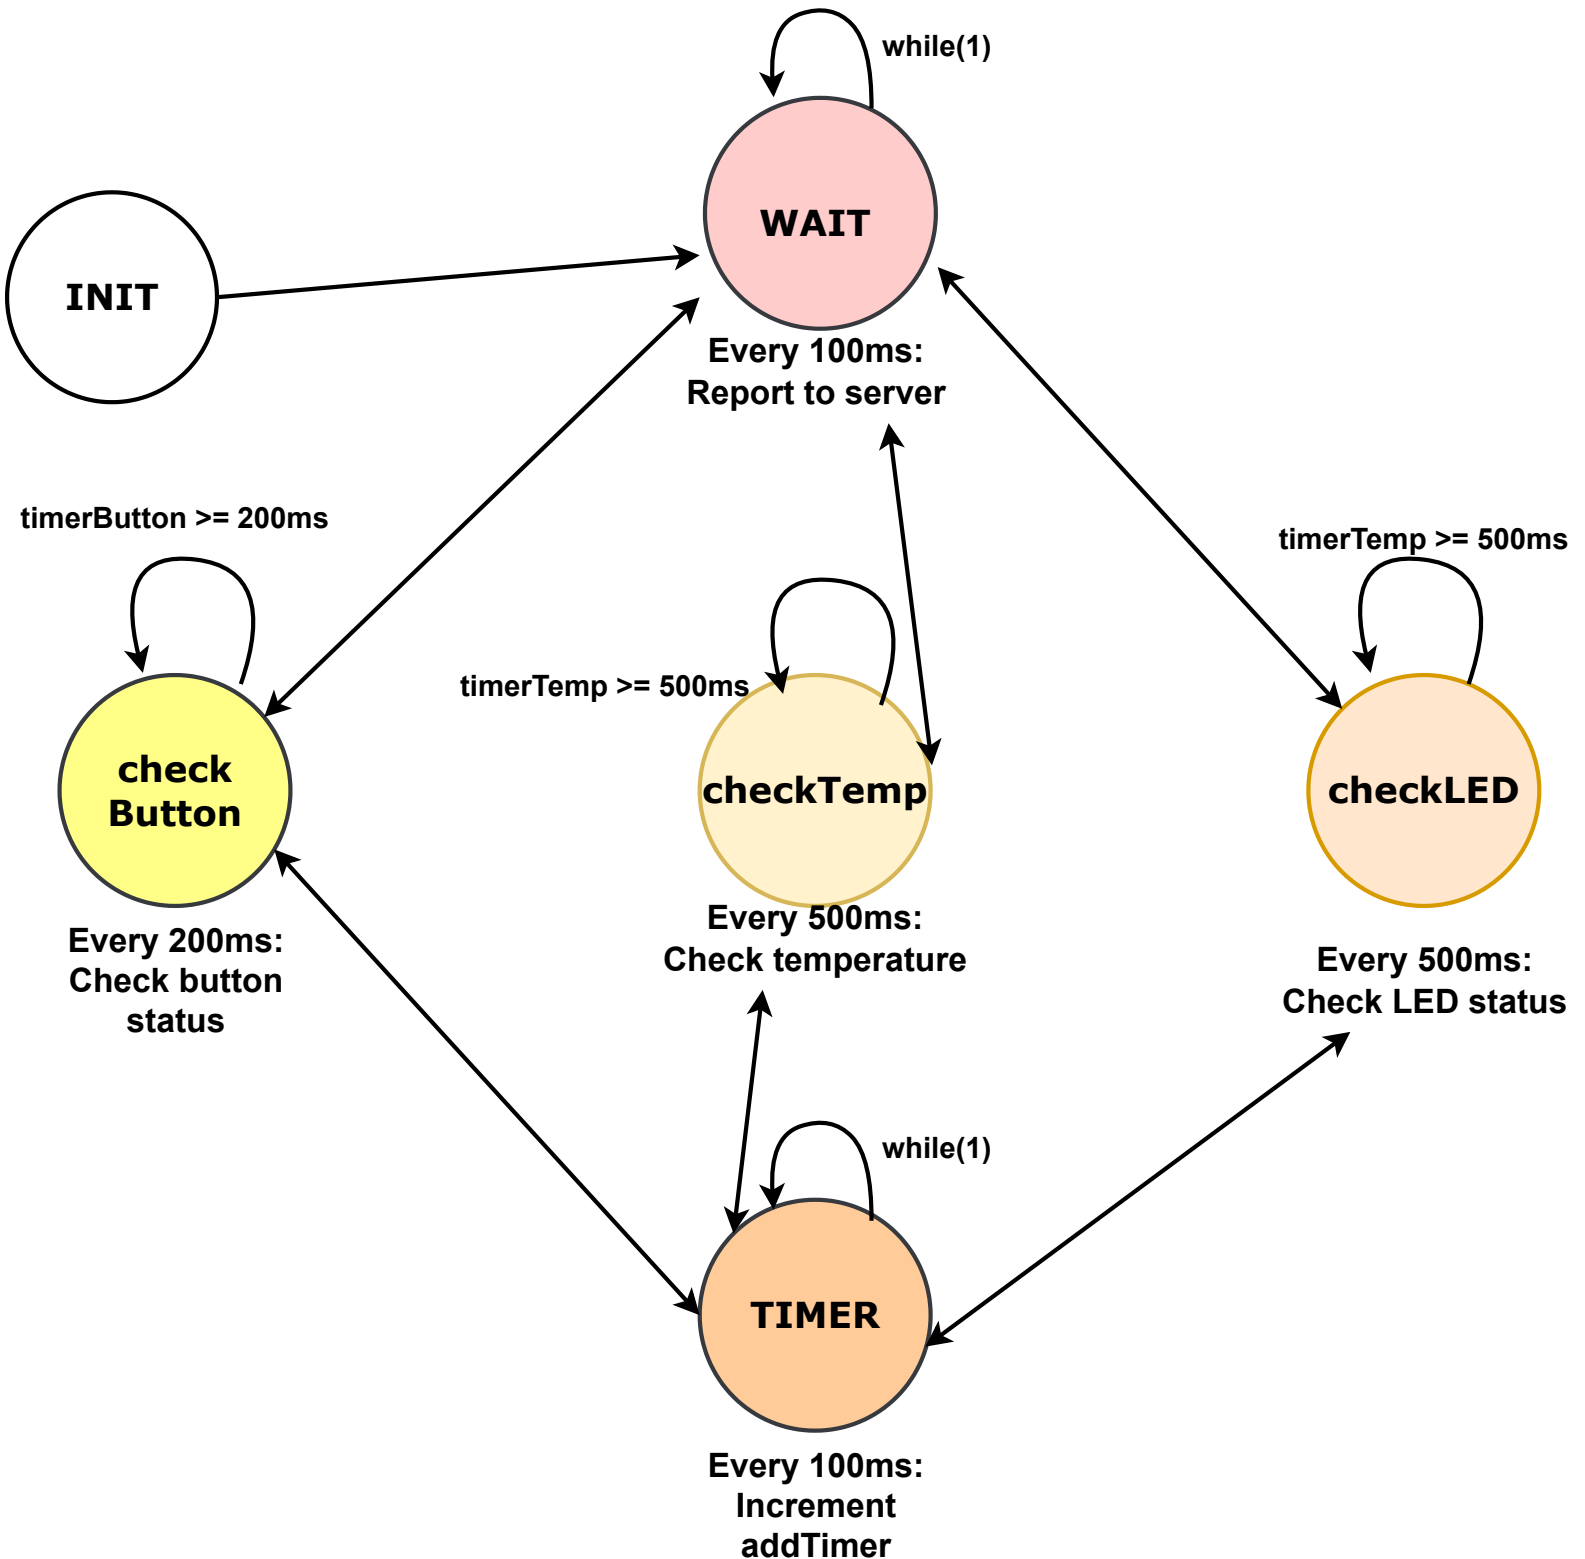 while(1)
WAIT
INIT
Every 100ms:
Report to server
timerButton >= 200ms
timerTemp >= 500ms
timerTemp >= 500ms
check
Button
checkTemp
checkLED
Every 200ms:
Check button
status
Every 500ms:
Check temperature
Every 500ms:
Check LED status
while(1)
TIMER
Every 100ms:
Increment
addTimer